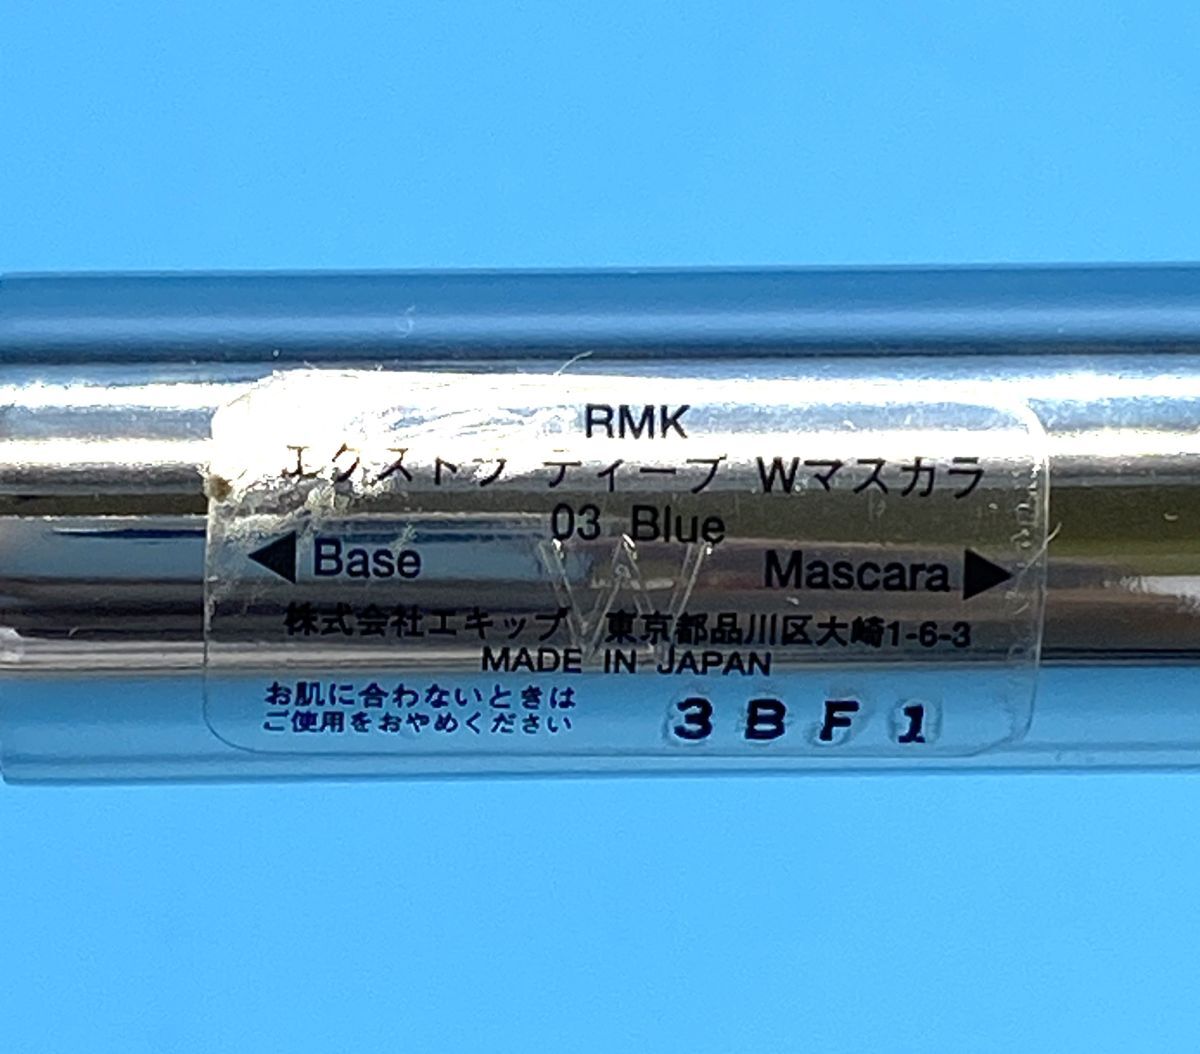 RMK
エクストラ ディープ Wマスカラ
03 Blue
◀Base Mascara▶
株式会社エキップ 東京都品川区大崎1-6-3
MADE IN JAPAN
お肌に合わないときは
ご使用をおやめください
3BF1